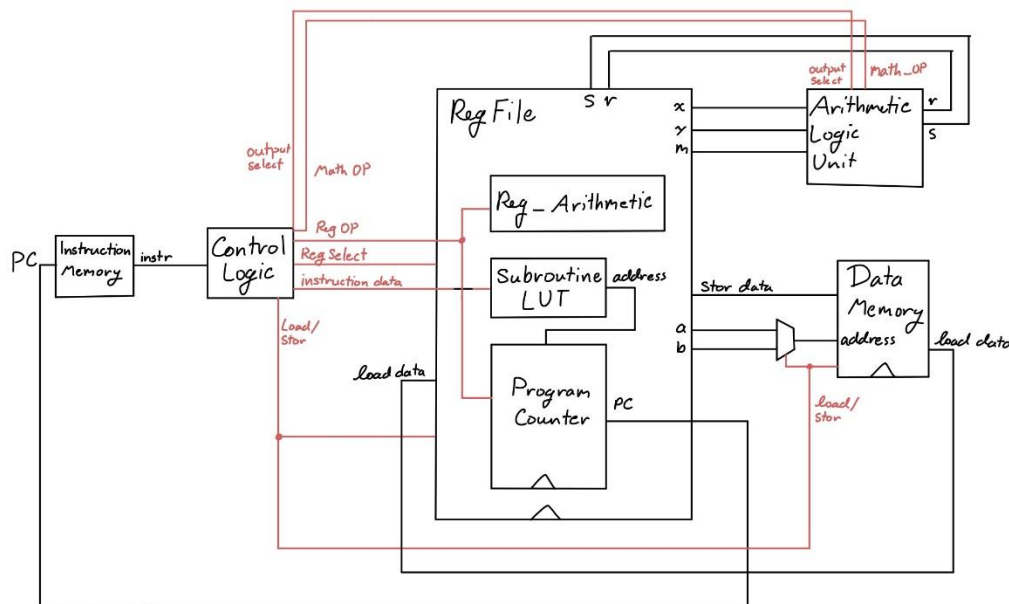 output
Select
Math_OP
S r
Reg File
x
y
m
Arithmetic
Logic
Unit
r
s
output
Select
Math OP
Reg_Arithmetic
Reg OP
Reg Select
instruction data
PC
Instruction
Memory
instr
Control
Logic
Subroutine
LUT
address
Stor data
Data
Memory
a
b
address
load data
Load/
Stor
load data
Program
Counter
PC
load/
Stor